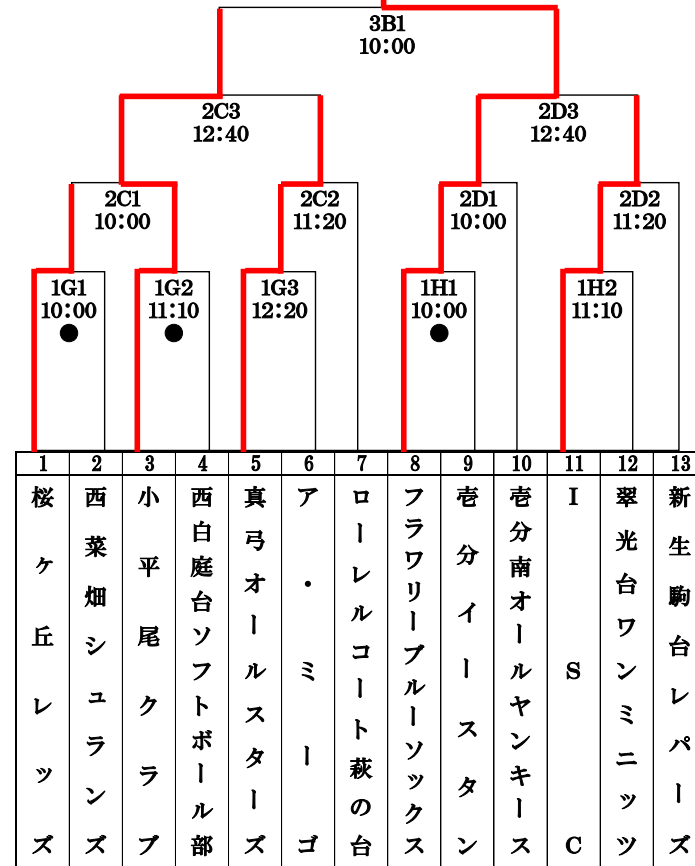 3B1
10:00
2C3
12:40
2D3
12:40
2C1
10:00
2C2
11:20
2D1
10:00
2D2
11:20
1G1
10:00
1G2
11:10
1G3
12:20
1H1
10:00
1H2
11:10
1 2 3 4 5 6 7 8 9 10 11 12 13
桜ヶ丘レッズ
西菜畑シュランズ
小平尾クラブ
西白庭台ソフトボール部
真弓オールスターズ
ア・ミーゴ
ローレルコート萩の台
フラワリーブルーソックス
壱分イースタン
壱分南オールヤンキース
ISC
翠光台ワンミニッツ
新生駒台レパーズ